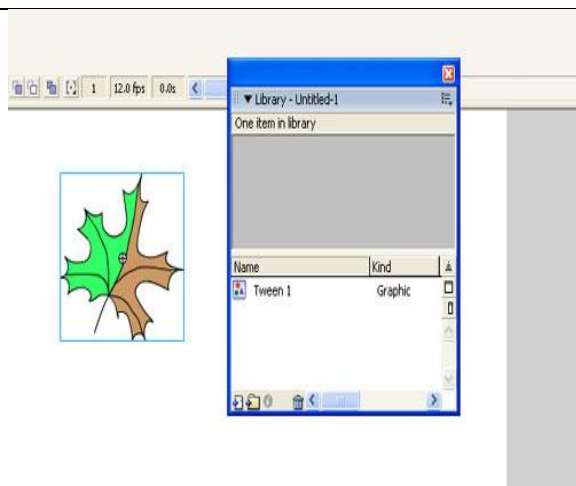 1 12.0 fps 0.0s
Library - Untitled-1
One item in library
Name Kind
Tween 1 Graphic